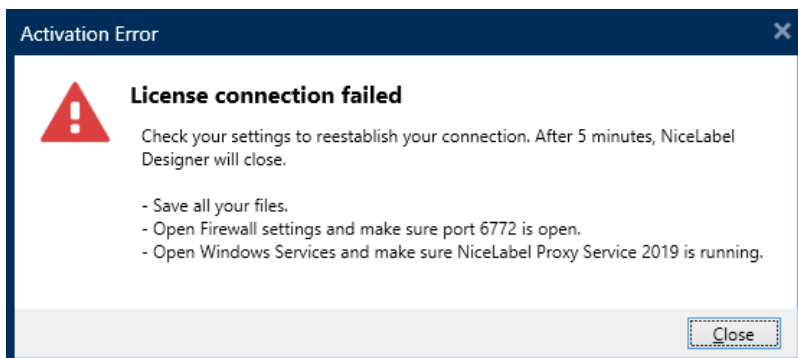 Activation Error
License connection failed
Check your settings to reestablish your connection. After 5 minutes, NiceLabel
Designer will close.
- Save all your files.
- Open Firewall settings and make sure port 6772 is open.
- Open Windows Services and make sure NiceLabel Proxy Service 2019 is running.
Close